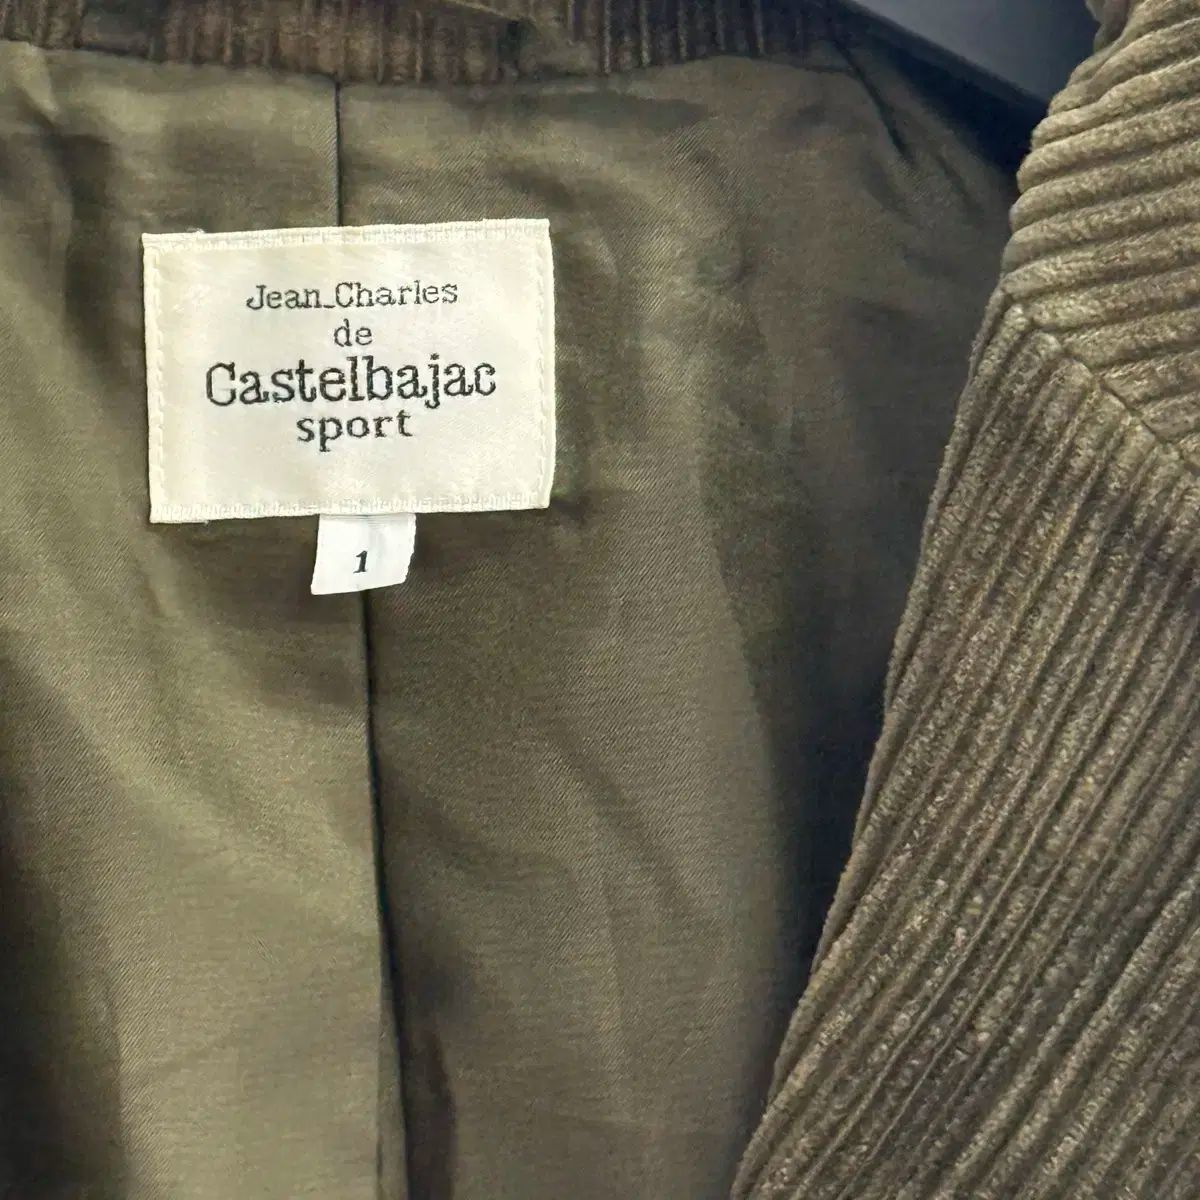 Jean_Charles
de
Castelbajac
sport
1